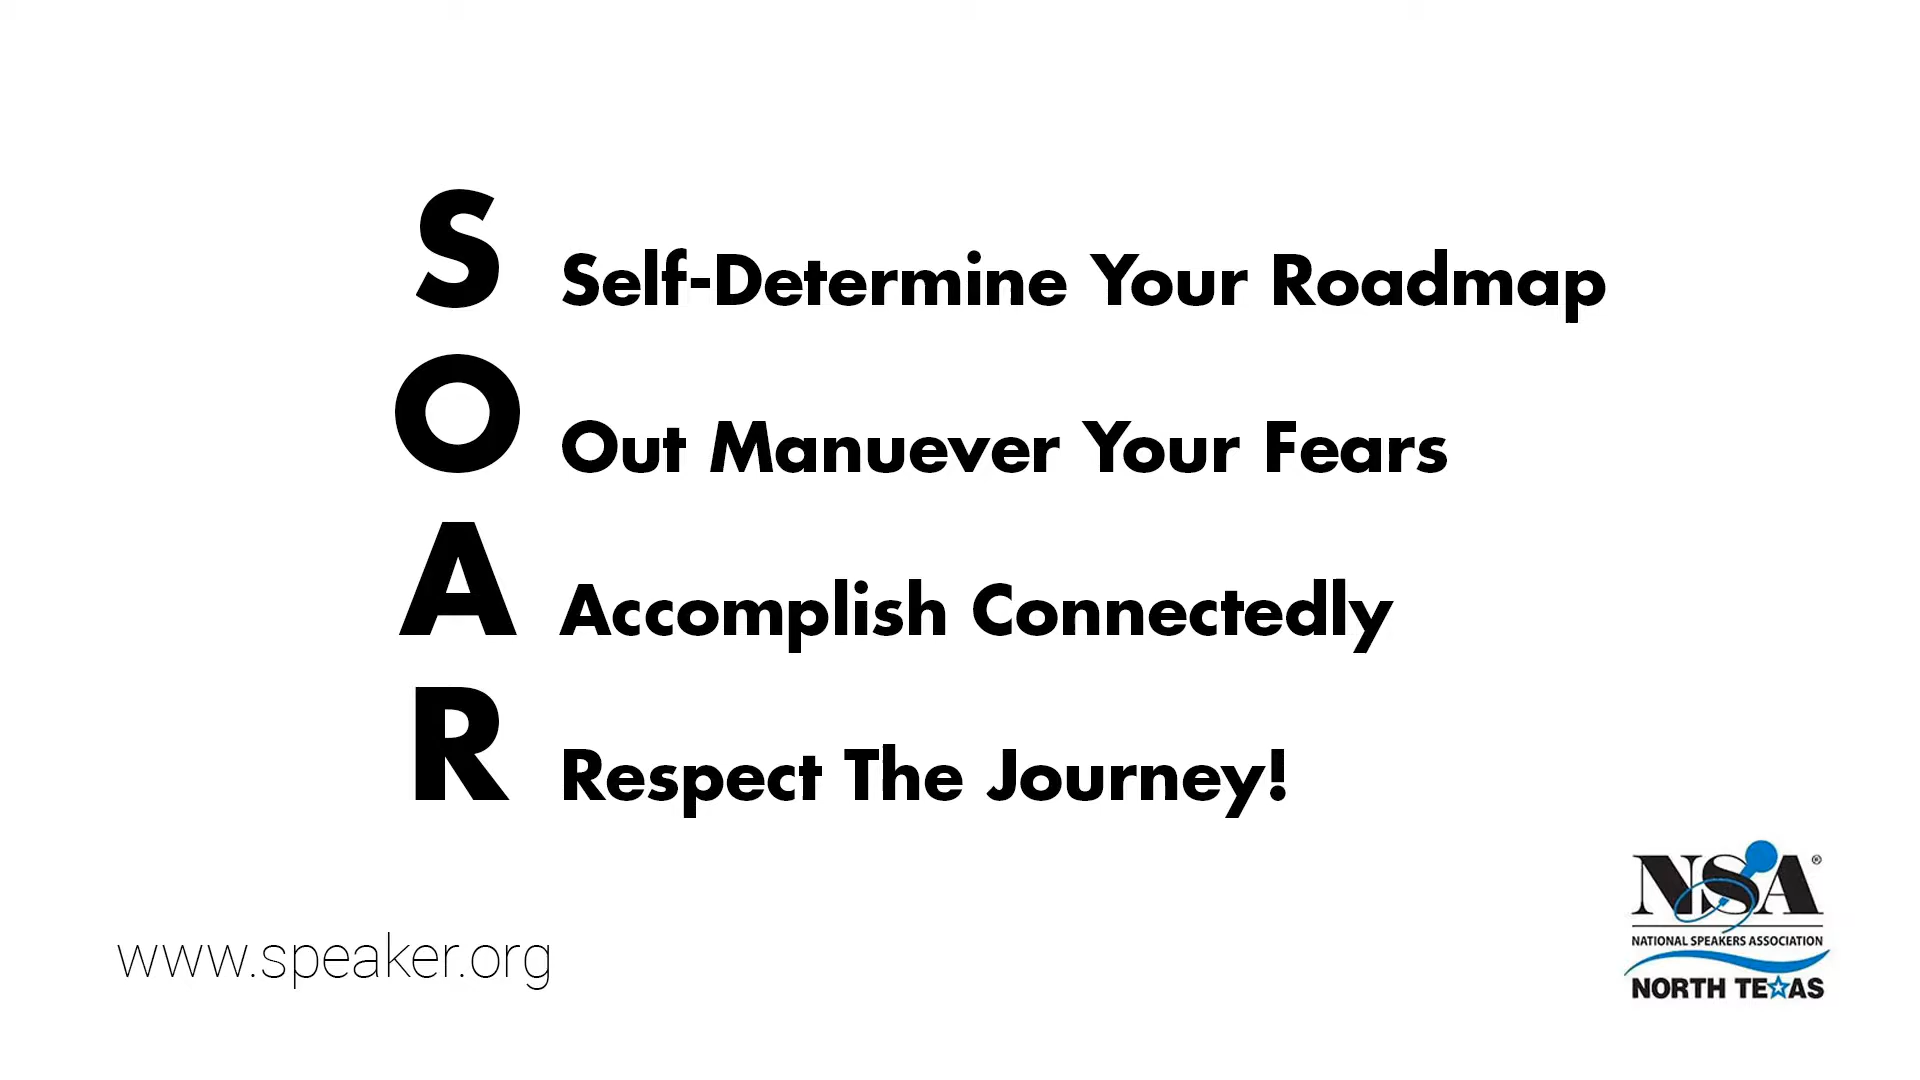 S Self-Determine Your Roadmap
O Out Manuever Your Fears
A Accomplish Connectedly
R Respect The Journey!
www.speaker.org
NSA®
NATIONAL SPEAKERS ASSOCIATION
NORTH TEXAS